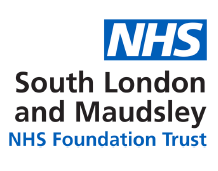 NHS
South London
and Maudsley
NHS Foundation Trust